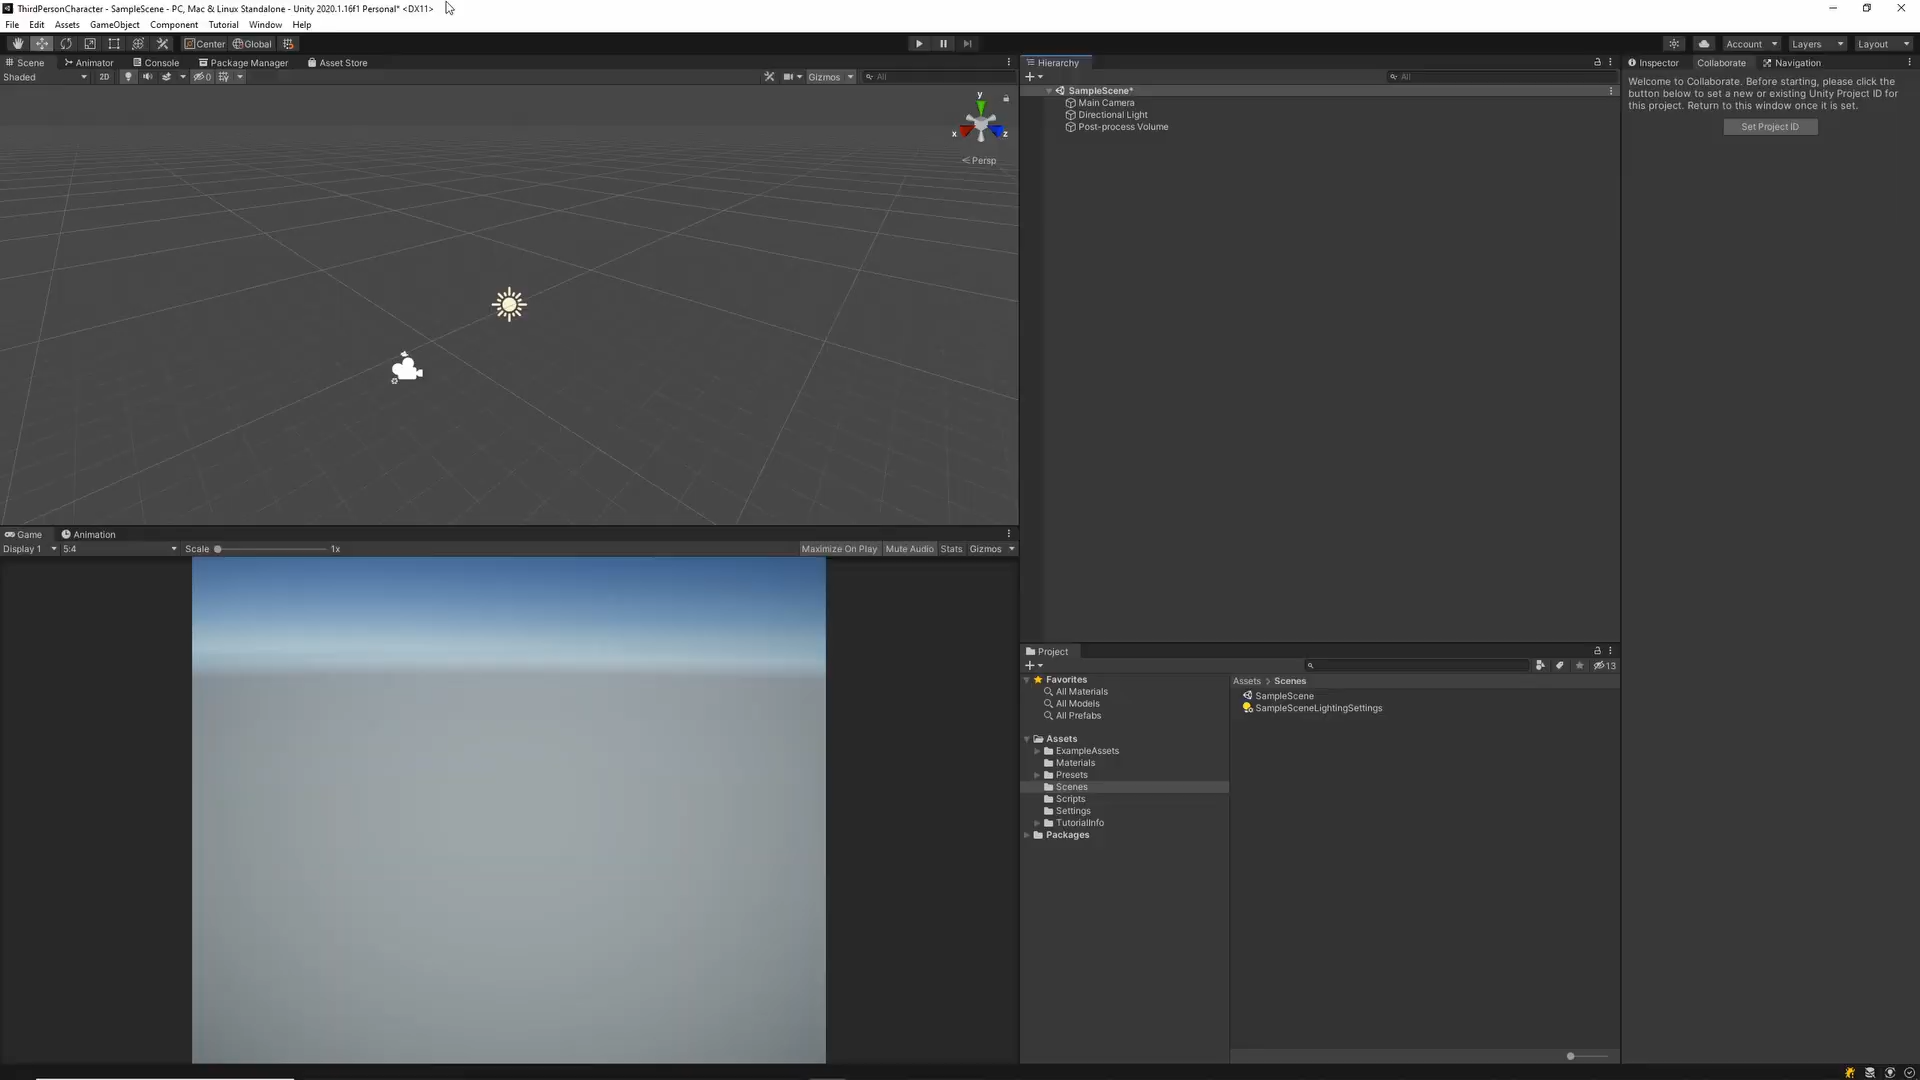 ThirdPersonCharacter - SampleScene - PC, Mac & Linux Standalone - Unity 2020.1.16f1 Personal* <DX11>
File Edit Assets GameObject Component Tutorial Window Help
Center Global
Account Layers Layout
Scene Animator Console Package Manager Asset Store
Shaded 2D 0 Gizmos All
y
x z
Persp
Hierarchy
All
SampleScene*
Main Camera
Directional Light
Post-process Volume
Inspector Collaborate Navigation
Welcome to Collaborate. Before starting, please click the
button below to set a new or existing Unity Project ID for
this project. Return to this window once it is set.
Set Project ID
Game Animation
Display 1 5:4 Scale 1x Maximize On Play Mute Audio Stats Gizmos
Project
13
Favorites
All Materials
All Models
All Prefabs
Assets
ExampleAssets
Materials
Presets
Scenes
Scripts
Settings
TutorialInfo
Packages
Assets > Scenes
SampleScene
SampleSceneLightingSettings